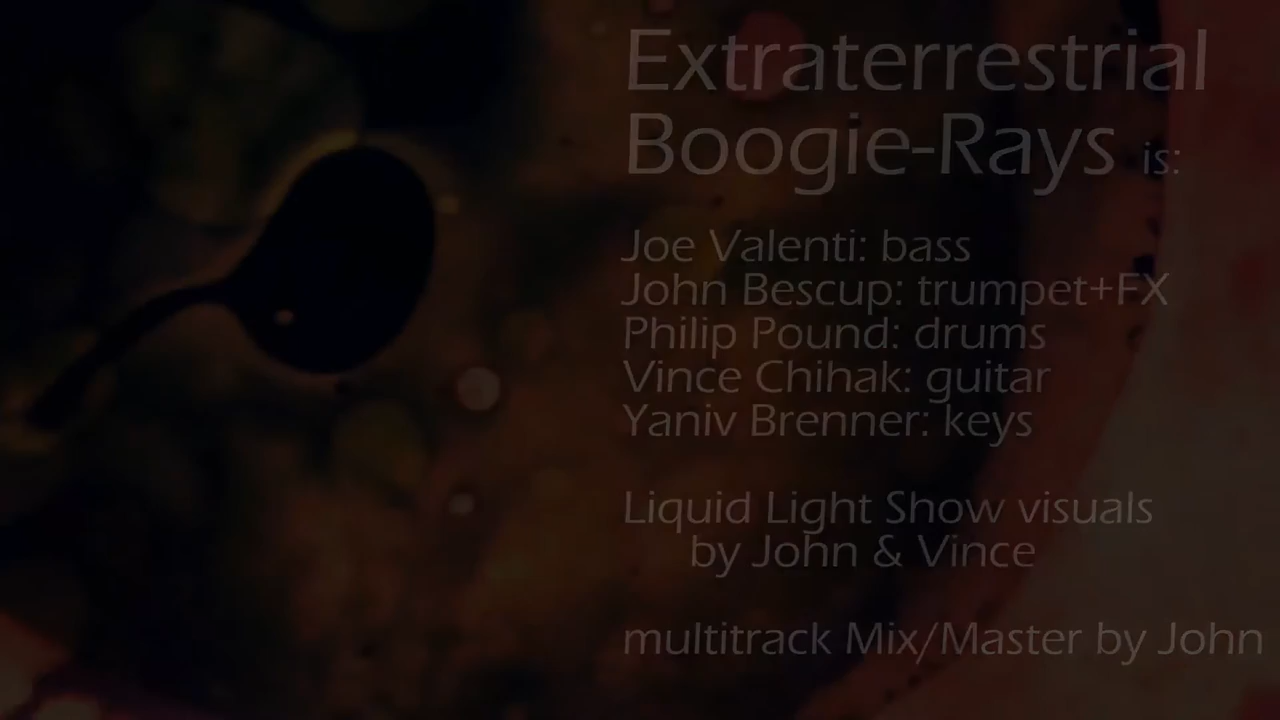 Extraterrestrial
Boogie-Rays is:
Joe Valenti: bass
John Bescup: trumpet+FX
Philip Pound: drums
Vince Chihak: guitar
Yaniv Brenner: keys
Liquid Light Show visuals
by John & Vince
multitrack Mix/Master by John